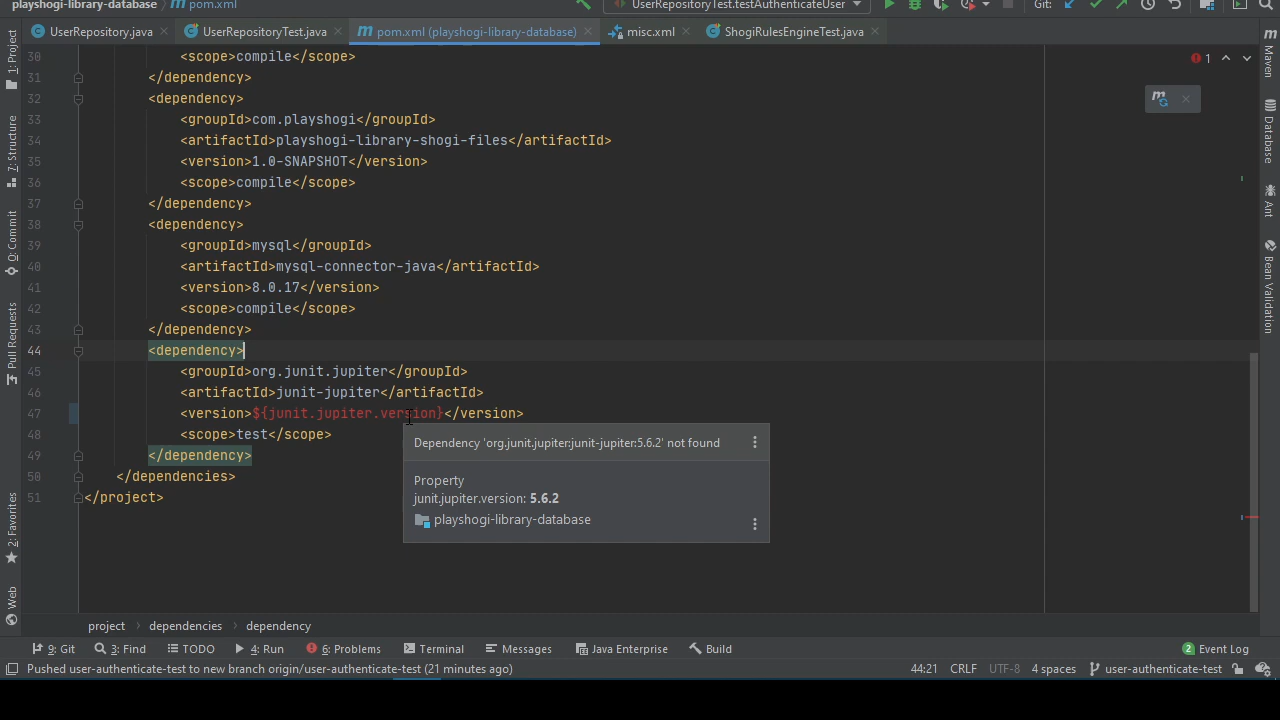 playshogi-library-database pom.xml
UserRepositoryTest.testAuthenticateUser
Git:
UserRepository.java
UserRepositoryTest.java
pom.xml (playshogi-library-database)
misc.xml
ShogiRulesEngineTest.java
1: Project
7: Structure
0: Commit
Pull Requests
2: Favorites
Web
30 <scope>compile</scope>
31 </dependency>
32 <dependency>
33 <groupId>com.playshogi</groupId>
34 <artifactId>playshogi-library-shogi-files</artifactId>
35 <version>1.0-SNAPSHOT</version>
36 <scope>compile</scope>
37 </dependency>
38 <dependency>
39 <groupId>mysql</groupId>
40 <artifactId>mysql-connector-java</artifactId>
41 <version>8.0.17</version>
42 <scope>compile</scope>
43 </dependency>
44 <dependency>
45 <groupId>org.junit.jupiter</groupId>
46 <artifactId>junit-jupiter</artifactId>
47 <version>${junit.jupiter.version}</version>
48 <scope>test</scope>
49 </dependency>
50 </dependencies>
51 </project>
Dependency 'org.junit.jupiter:junit-jupiter:5.6.2' not found
Property
junit.jupiter.version: 5.6.2
playshogi-library-database
1
Maven
Database
Ant
Bean Validation
project › dependencies › dependency
9: Git
3: Find
TODO
4: Run
6: Problems
Terminal
Messages
Java Enterprise
Build
2 Event Log
Pushed user-authenticate-test to new branch origin/user-authenticate-test (21 minutes ago)
44:21 CRLF UTF-8 4 spaces user-authenticate-test